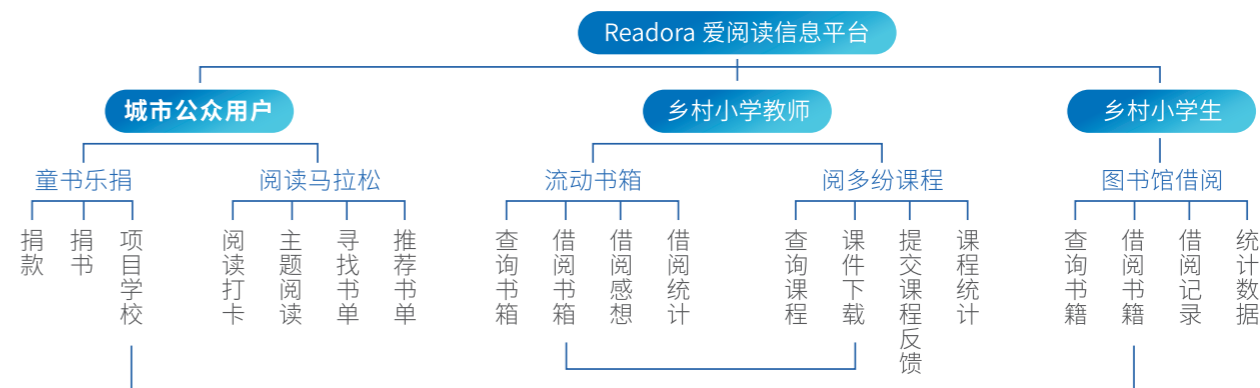 Readora 爱阅读信息平台
城市公众用户
乡村小学教师
乡村小学生
童书乐捐
阅读马拉松
流动书箱
阅多纷课程
图书馆借阅
捐款
捐书
项目学校
阅读打卡
主题阅读
寻找书单
推荐书单
查询书箱
借阅书箱
借阅感想
借阅统计
查询课程
课件下载
提交课程反馈
课程统计
查询书籍
借阅书籍
借阅记录
统计数据